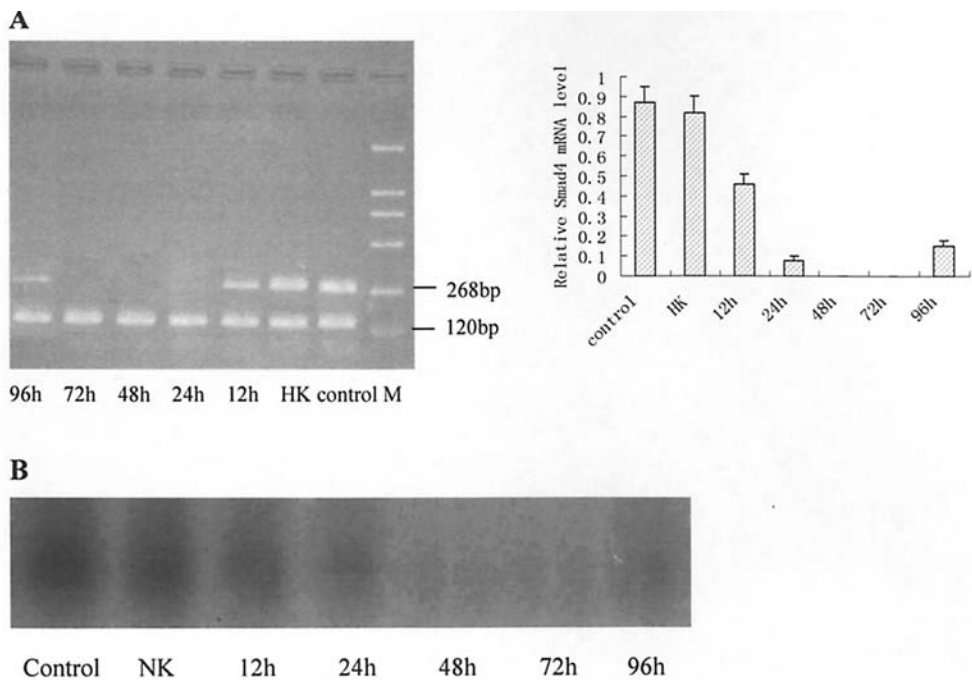 A
268bp
120bp
96h 72h 48h 24h 12h HK control M
Relative Smad4 mRNA level
1
0.9
0.8
0.7
0.6
0.5
0.4
0.3
0.2
0.1
0
control HK 12h 24h 48h 72h 96h
B
Control NK 12h 24h 48h 72h 96h